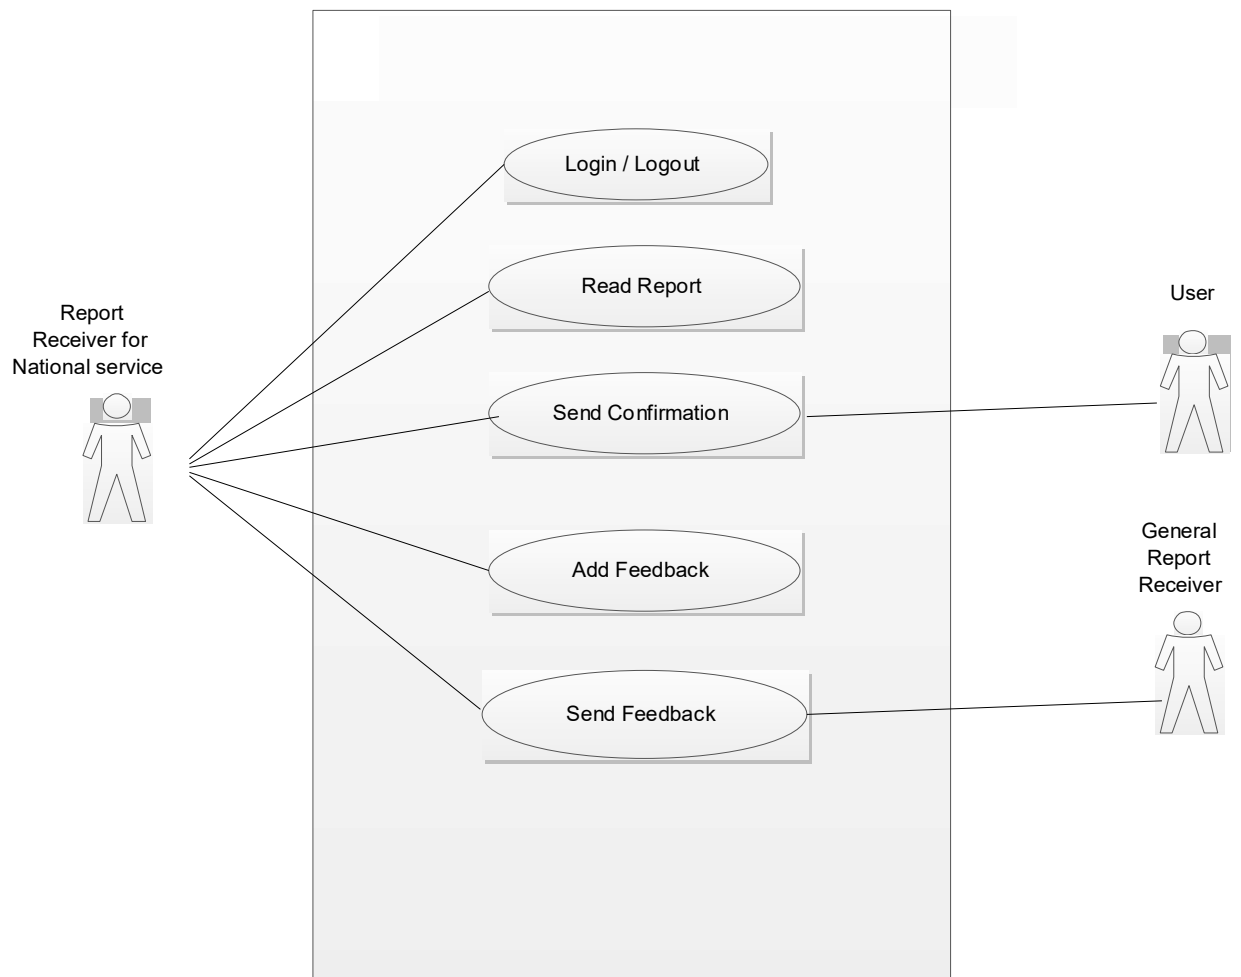 Login / Logout
Read Report
User
Report
Receiver for
National service
Send Confirmation
General
Report
Receiver
Add Feedback
Send Feedback